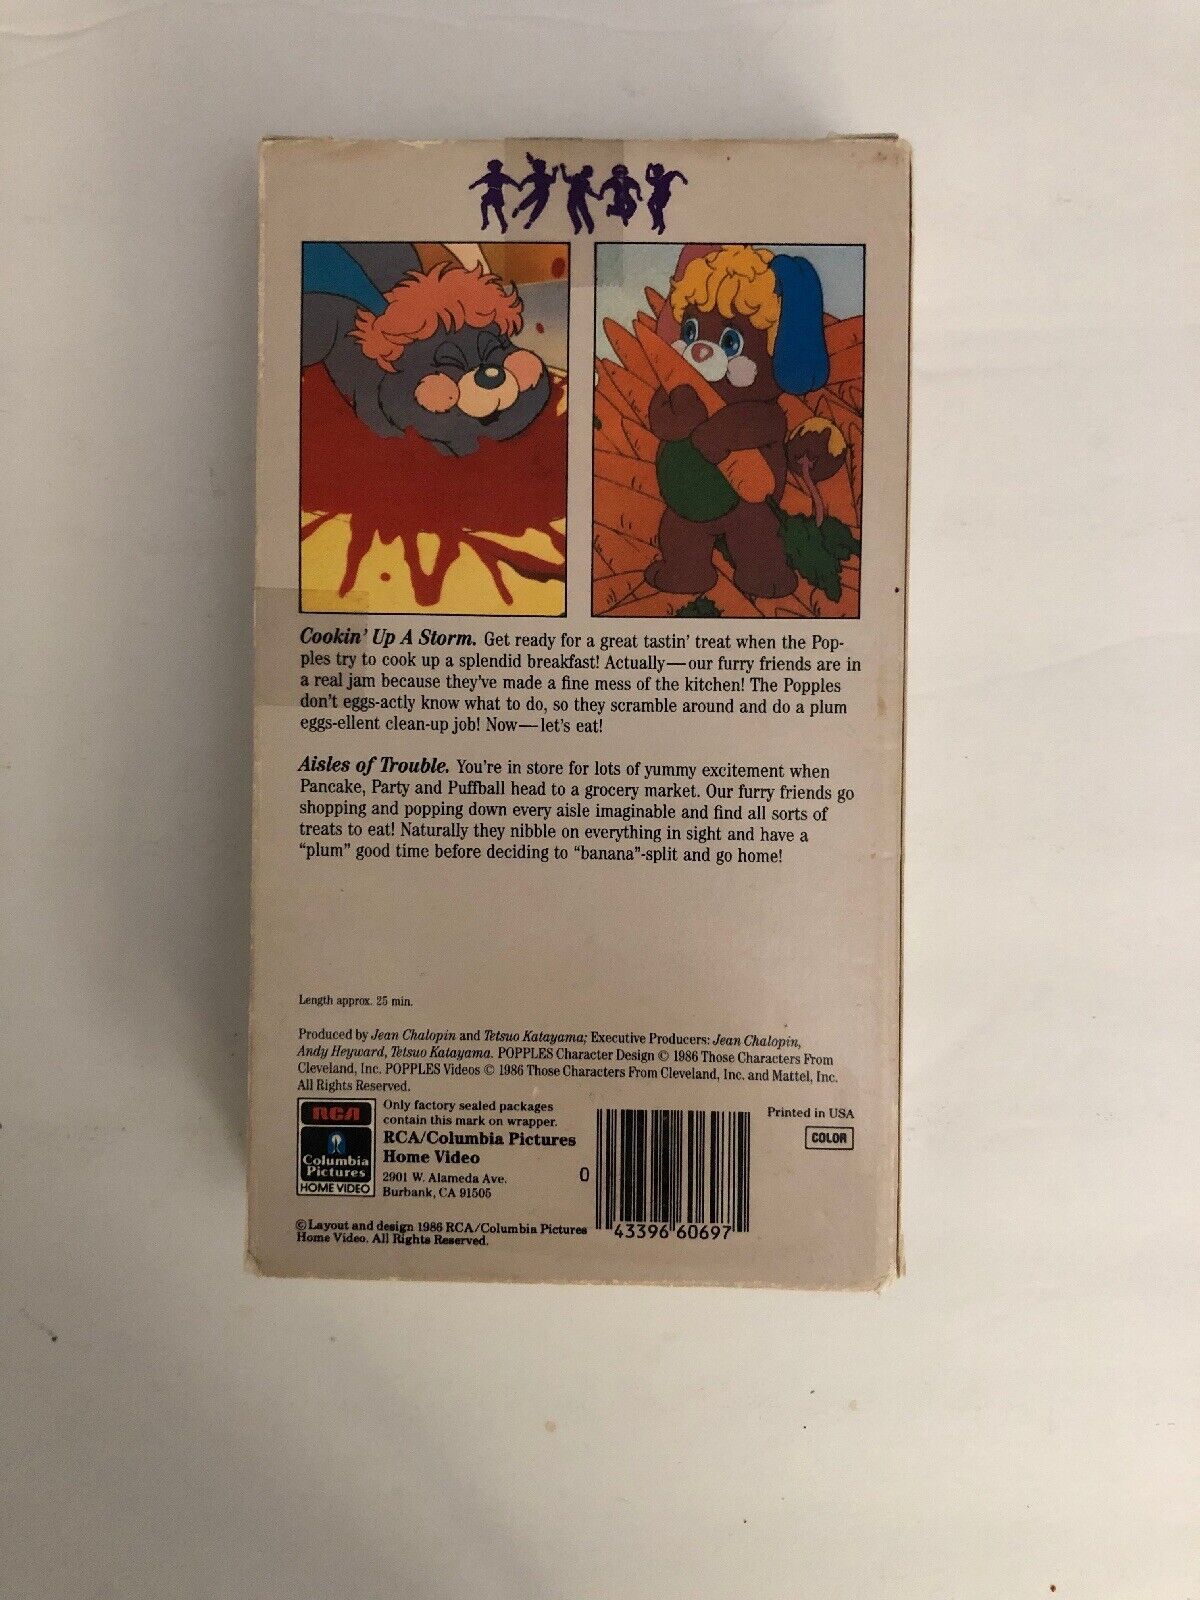 Cookin' Up A Storm. Get ready for a great tastin' treat when the Pop-
ples try to cook up a splendid breakfast! Actually—our furry friends are in
a real jam because they've made a fine mess of the kitchen! The Popples
don't eggs-actly know what to do, so they scramble around and do a plum
eggs-ellent clean-up job! Now—let's eat!
Aisles of Trouble. You're in store for lots of yummy excitement when
Pancake, Party and Puffball head to a grocery market. Our furry friends go
shopping and popping down every aisle imaginable and find all sorts of
treats to eat! Naturally they nibble on everything in sight and have a
“plum” good time before deciding to “banana”-split and go home!
Length approx. 25 min.
Produced by Jean Chalopin and Tetsuo Katayama; Executive Producers: Jean Chalopin,
Andy Heyward, Tetsuo Katayama. POPPLES Character Design © 1986 Those Characters From
Cleveland, Inc. POPPLES Videos © 1986 Those Characters From Cleveland, Inc. and Mattel, Inc.
All Rights Reserved.
RCA
Columbia
Pictures
HOME VIDEO
Only factory sealed packages
contain this mark on wrapper.
RCA/Columbia Pictures
Home Video
2901 W. Alameda Ave.
Burbank, CA 91505
© Layout and design 1986 RCA/Columbia Pictures
Home Video. All Rights Reserved.
0 43396 60697
Printed in USA
COLOR